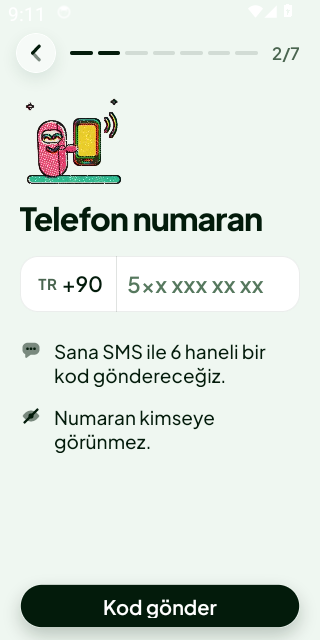 9:11
2/7
Telefon numaran
TR +90 5xx xxx xx xx
Sana SMS ile 6 haneli bir
kod göndereceğiz.
Numaran kimseye
görünmez.
Kod gönder